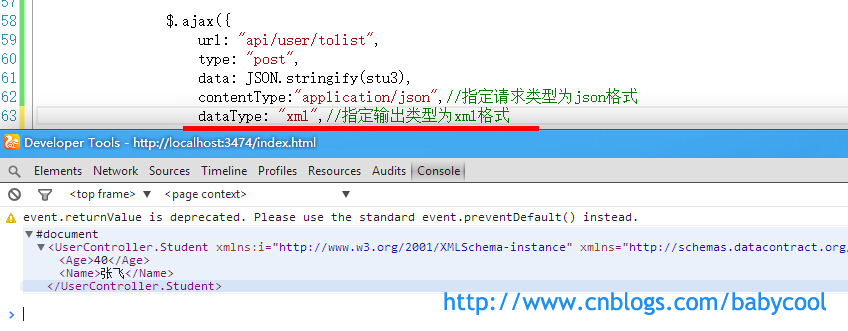 57
58 $.ajax({
59 url: "api/user/tolist",
60 type: "post",
61 data: JSON.stringify(stu3),
62 contentType:"application/json",//指定请求类型为json格式
63 dataType: "xml",//指定输出类型为xml格式
Developer Tools - http://localhost:3474/index.html
Elements Network Sources Timeline Profiles Resources Audits Console
<top frame> ▼ <page context> ▼
event.returnValue is deprecated. Please use the standard event.preventDefault() instead.
▼#document
▼<UserController.Student xmlns:i="http://www.w3.org/2001/XMLSchema-instance" xmlns="http://schemas.datacontract.org/
<Age>40</Age>
<Name>张飞</Name>
</UserController.Student>
http://www.cnblogs.com/babycool
>